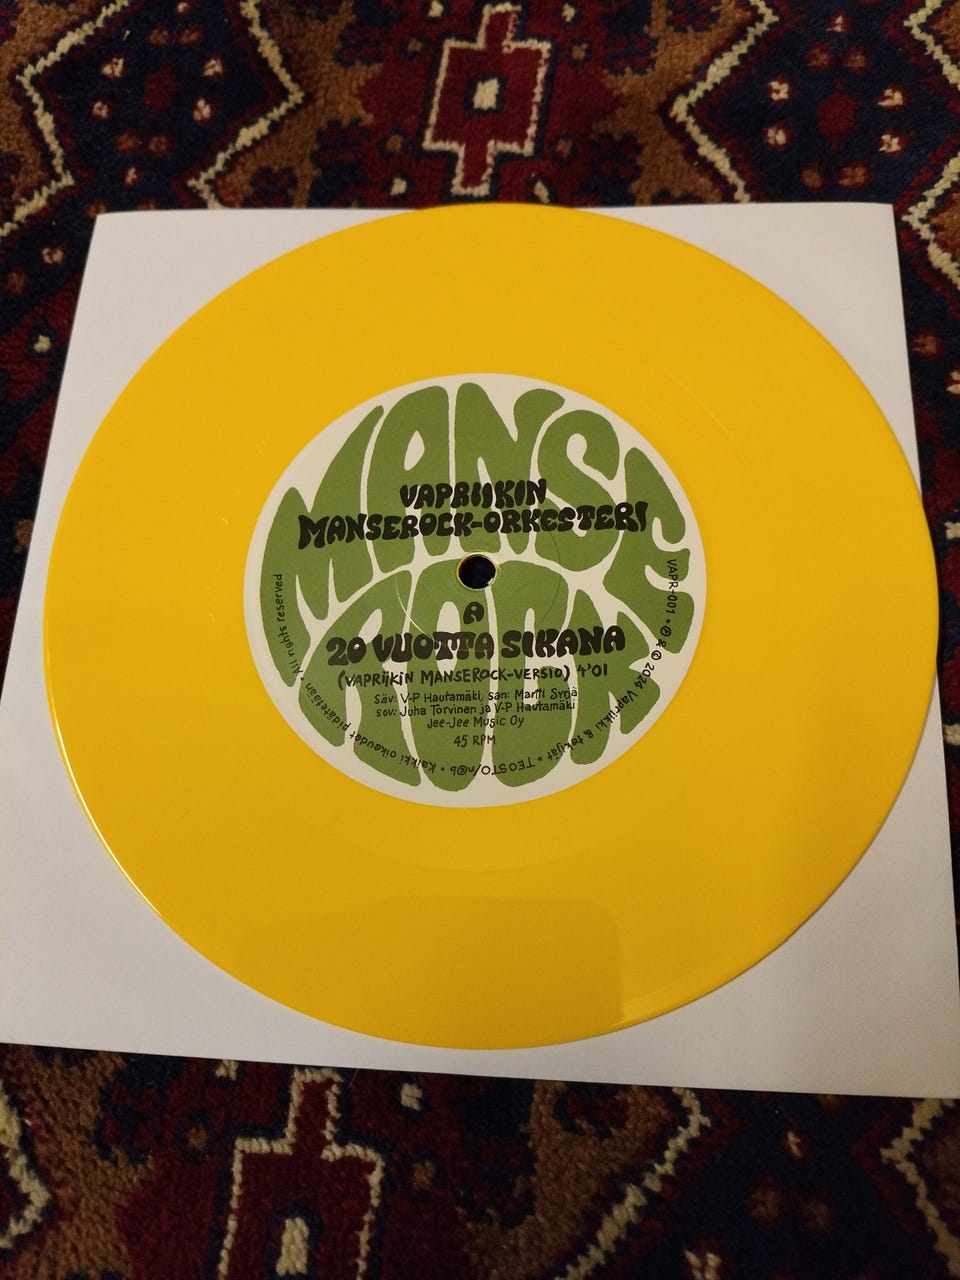 MANSE
ROCK
VAPRIIKIN
MANSEROCK-ORKESTERI
A
20 VUOTTA SIKANA
(VAPRIIKIN MANSEROCK-VERSIO) 4'01
Säv: V-P Hautamäki, san: Martti Syrjä
sov: Juha Torvinen ja V-P Hautamäki
Jee-Jee Music Oy
45 RPM
VAPR-001 • ℗ & © 2024 Vapriikki & tekijät • TEOSTO/n©b • Kaikki oikeudet pidätetään • All rights reserved